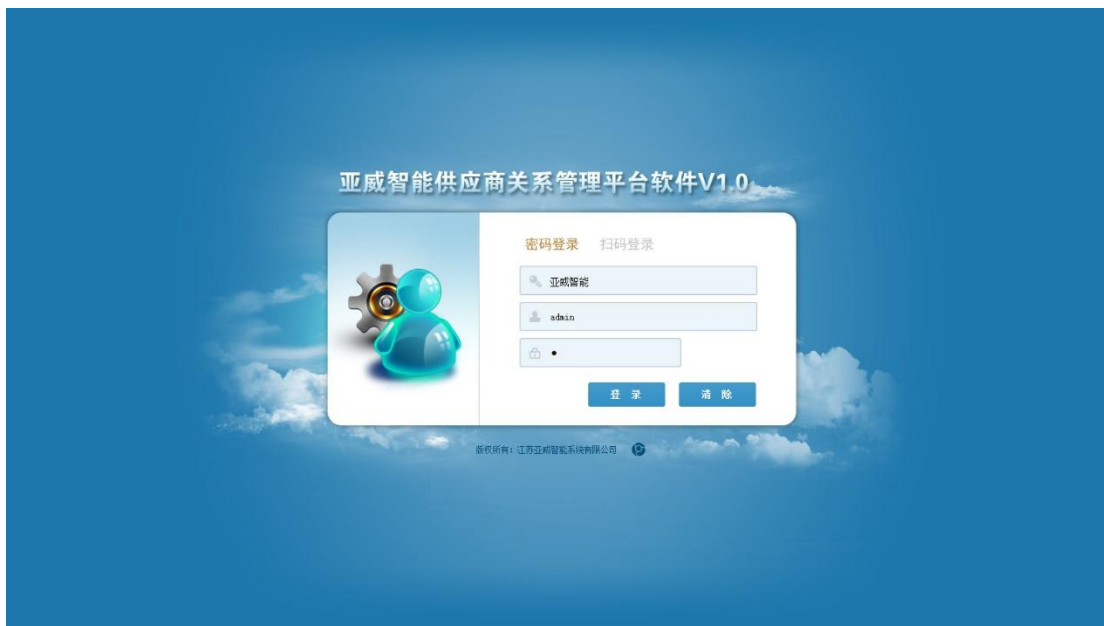 亚威智能供应商关系管理平台软件V1.0
密码登录 扫码登录
亚威智能
admin
登 录 清 除
版权所有：江苏亚威智能系统有限公司